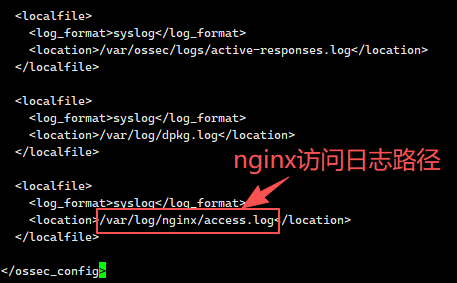 <localfile>
<log_format>syslog</log_format>
<location>/var/ossec/logs/active-responses.log</location>
</localfile>
<localfile>
<log_format>syslog</log_format>
<location>/var/log/dpkg.log</location>
</localfile>
nginx访问日志路径
<localfile>
<log_format>syslog</log_format>
<location>/var/log/nginx/access.log</location>
</localfile>
</ossec_config>